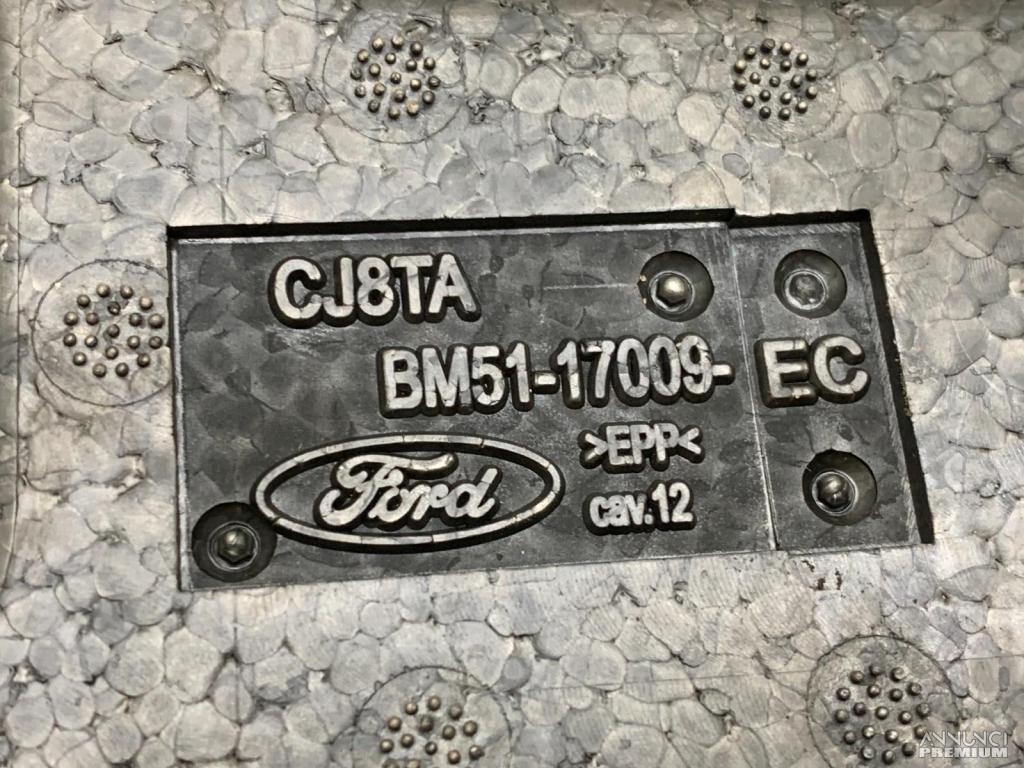 CJ8TA
BM51-17009-EC
Ford
>EPP<
cav.12
ANNUNCI
PREMIUM